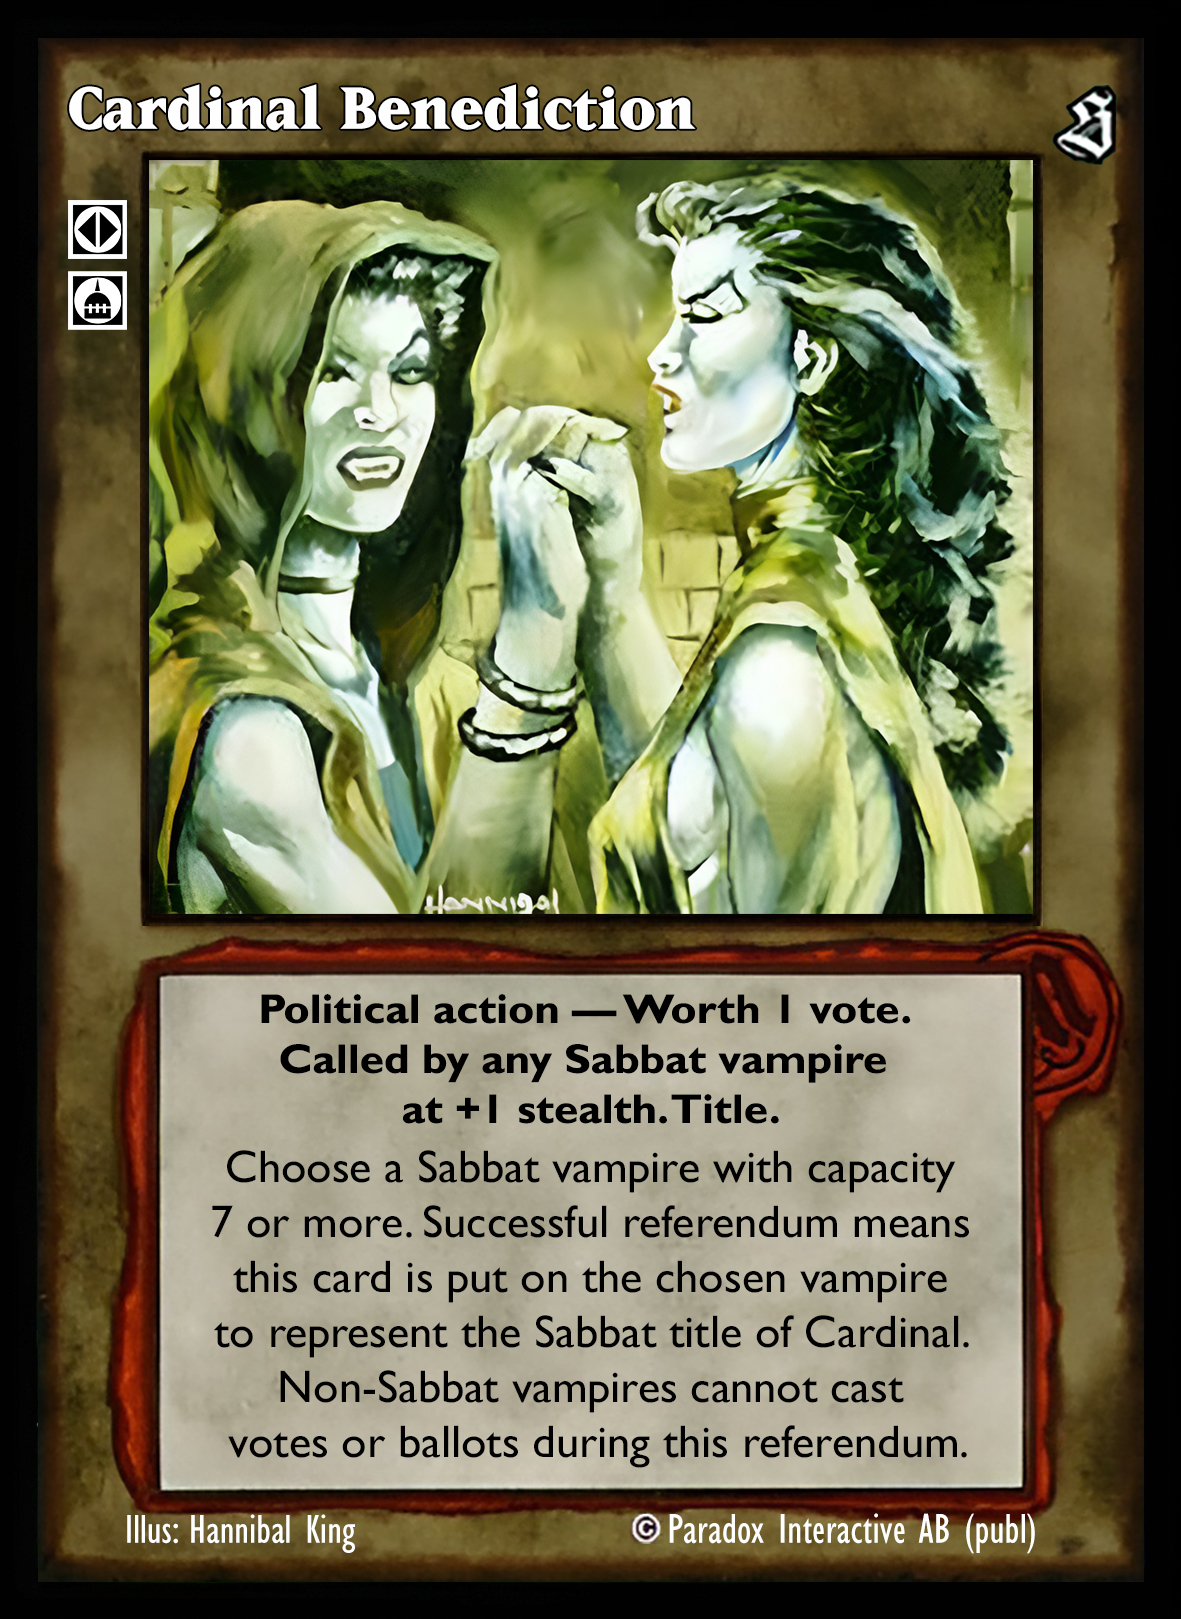 Cardinal Benediction
Hannibal
Political action — Worth 1 vote.
Called by any Sabbat vampire
at +1 stealth. Title.
Choose a Sabbat vampire with capacity
7 or more. Successful referendum means
this card is put on the chosen vampire
to represent the Sabbat title of Cardinal.
Non-Sabbat vampires cannot cast
votes or ballots during this referendum.
Illus: Hannibal King
© Paradox Interactive AB (publ)